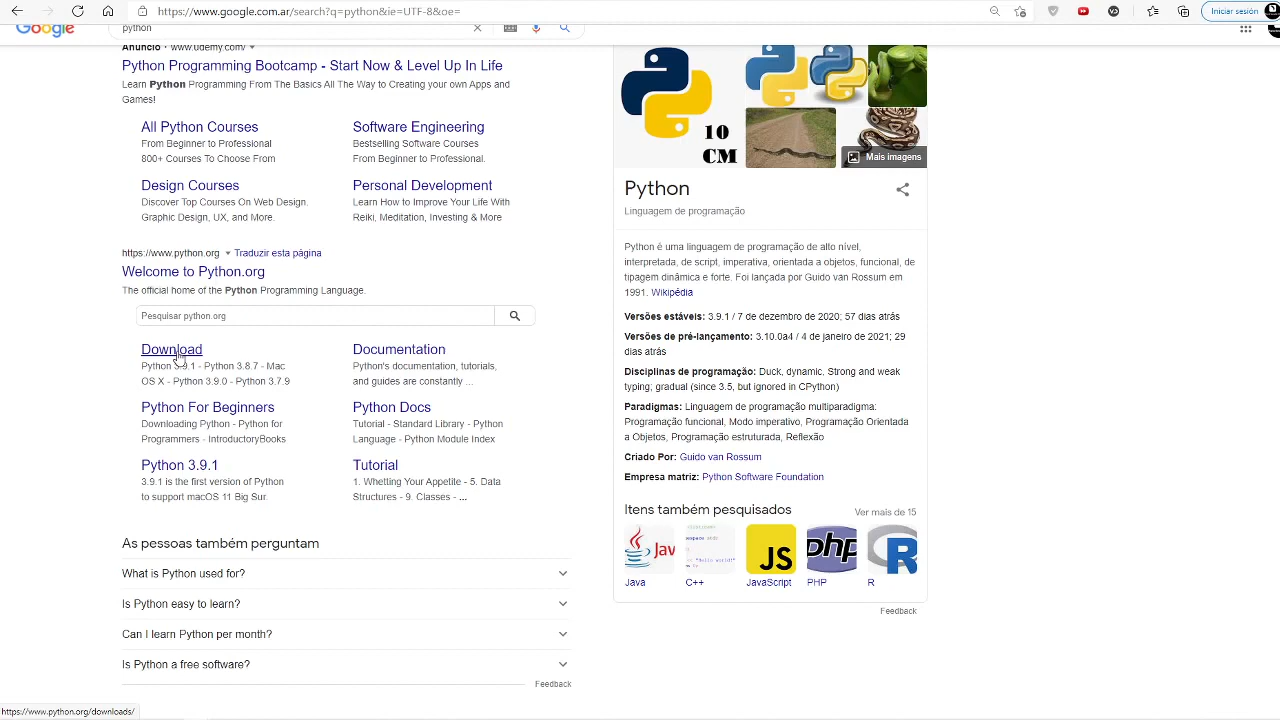 https://www.google.com.ar/search?q=python&ie=UTF-8&oe=
Iniciar sesión
Google
python
Anúncio · www.udemy.com/
Python Programming Bootcamp - Start Now & Level Up In Life
Learn Python Programming From The Basics All The Way to Creating your own Apps and
Games!
All Python Courses
From Beginner to Professional
800+ Courses To Choose From
Software Engineering
Bestselling Software Courses
From Beginner to Professional.
Design Courses
Discover Top Courses On Web Design.
Graphic Design, UX, and More.
Personal Development
Learn How to Improve Your Life With
Reiki, Meditation, Investing & More
https://www.python.org Traduzir esta página
Welcome to Python.org
The official home of the Python Programming Language.
Pesquisar python.org
Download
Python 3.9.1 - Python 3.8.7 - Mac
OS X - Python 3.9.0 - Python 3.7.9
Documentation
Python's documentation, tutorials,
and guides are constantly ...
Python For Beginners
Downloading Python - Python for
Programmers - IntroductoryBooks
Python Docs
Tutorial - Standard Library - Python
Language - Python Module Index
Python 3.9.1
3.9.1 is the first version of Python
to support macOS 11 Big Sur.
Tutorial
1. Whetting Your Appetite - 5. Data
Structures - 9. Classes - ...
As pessoas também perguntam
What is Python used for?
Is Python easy to learn?
Can I learn Python per month?
Is Python a free software?
Feedback
10
CM
Mais imagens
Python
Linguagem de programação
Python é uma linguagem de programação de alto nível,
interpretada, de script, imperativa, orientada a objetos, funcional, de
tipagem dinâmica e forte. Foi lançada por Guido van Rossum em
1991. Wikipédia
Versões estáveis: 3.9.1 / 7 de dezembro de 2020; 57 dias atrás
Versões de pré-lançamento: 3.10.0a4 / 4 de janeiro de 2021; 29
dias atrás
Disciplinas de programação: Duck, dynamic, Strong and weak
typing; gradual (since 3.5, but ignored in CPython)
Paradigmas: Linguagem de programação multiparadigma:
Programação funcional, Modo imperativo, Programação Orientada
a Objetos, Programação estruturada, Reflexão
Criado Por: Guido van Rossum
Empresa matriz: Python Software Foundation
Itens também pesquisados
Ver mais de 15
Jav
"Hello world!"
JS
php
R
Java
C++
JavaScript
PHP
R
Feedback
https://www.python.org/downloads/